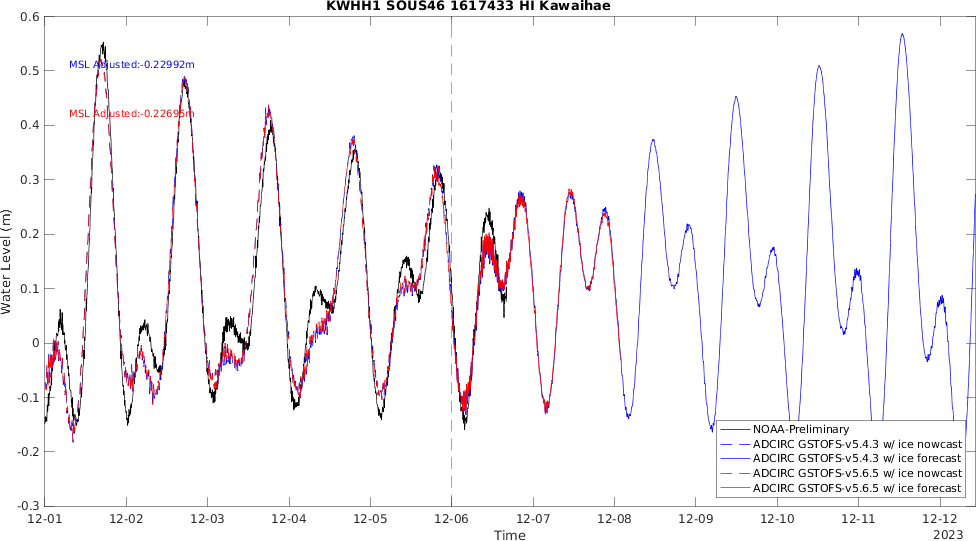 KWHH1 SOUS46 1617433 HI Kawaihae
0.6
0.5
0.4
0.3
0.2
0.1
0
-0.1
-0.2
-0.3
Water Level (m)
MSL Adjusted:-0.22992m
MSL Adjusted:-0.22695m
NOAA-Preliminary
ADCIRC GSTOFS-v5.4.3 w/ ice nowcast
ADCIRC GSTOFS-v5.4.3 w/ ice forecast
ADCIRC GSTOFS-v5.6.5 w/ ice nowcast
ADCIRC GSTOFS-v5.6.5 w/ ice forecast
12-01 12-02 12-03 12-04 12-05 12-06 12-07 12-08 12-09 12-10 12-11 12-12
2023
Time